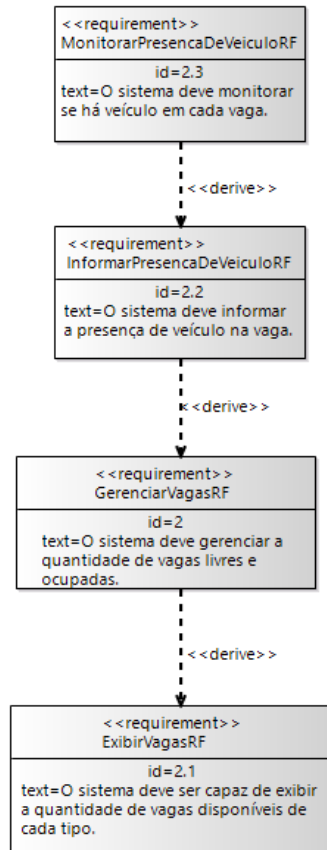 <<requirement>>
MonitorarPresencaDeVeiculoRF
id=2.3
text=O sistema deve monitorar
se há veículo em cada vaga.
<<derive>>
<<requirement>>
InformarPresencaDeVeiculoRF
id=2.2
text=O sistema deve informar
a presença de veículo na vaga.
<<derive>>
<<requirement>>
GerenciarVagasRF
id=2
text=O sistema deve gerenciar a
quantidade de vagas livres e
ocupadas.
<<derive>>
<<requirement>>
ExibirVagasRF
id=2.1
text=O sistema deve ser capaz de exibir
a quantidade de vagas disponíveis de
cada tipo.